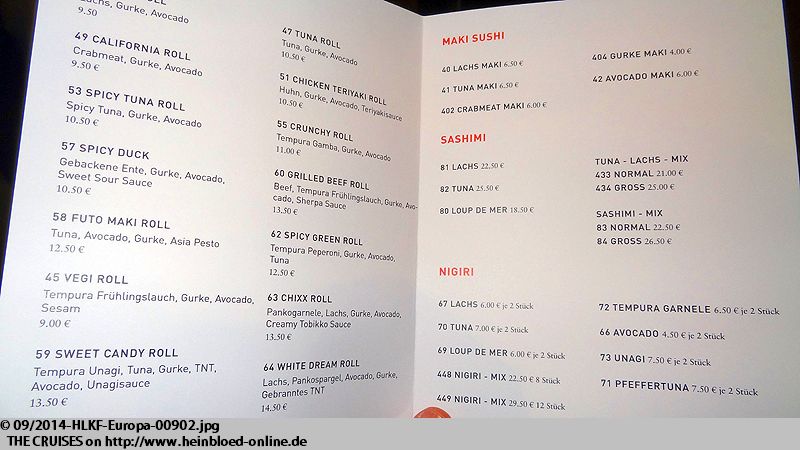 Lachs, Gurke, Avocado
9.50
49 CALIFORNIA ROLL
Crabmeat, Gurke, Avocado
9.50 €
53 SPICY TUNA ROLL
Spicy Tuna, Gurke, Avocado
10.50 €
57 SPICY DUCK
Gebackene Ente, Gurke, Avocado,
Sweet Sour Sauce
10.50 €
58 FUTO MAKI ROLL
Tuna, Avocado, Gurke, Asia Pesto
12.50 €
45 VEGI ROLL
Tempura Frühlingslauch, Gurke, Avocado,
Sesam
9.00 €
59 SWEET CANDY ROLL
Tempura Unagi, Tuna, Gurke, TNT,
Avocado, Unagisauce
13.50 €
47 TUNA ROLL
Tuna, Gurke, Avocado
10.50 €
51 CHICKEN TERIYAKI ROLL
Huhn, Gurke, Avocado, Teriyakisauce
10.50 €
55 CRUNCHY ROLL
Tempura Gamba, Gurke, Avocado
11.00 €
60 GRILLED BEEF ROLL
Beef, Tempura Frühlingslauch, Gurke, Avo-
cado, Sherpa Sauce
13.50 €
62 SPICY GREEN ROLL
Tempura Peperoni, Gurke, Avocado,
Tuna
12.50 €
63 CHIXX ROLL
Pankogarnele, Lachs, Gurke, Avocado,
Creamy Tobikko Sauce
13.50 €
64 WHITE DREAM ROLL
Lachs, Pankospargel, Avocado, Gurke,
Gebranntes TNT
14.50 €
MAKI SUSHI
40 LACHS MAKI 6.50 €
41 TUNA MAKI 6.50 €
402 CRABMEAT MAKI 6.00 €
404 GURKE MAKI 4.00 €
42 AVOCADO MAKI 6.00 €
SASHIMI
81 LACHS 22.50 €
82 TUNA 25.50 €
80 LOUP DE MER 18.50 €
TUNA - LACHS - MIX
433 NORMAL 21.00 €
434 GROSS 25.00 €
SASHIMI - MIX
83 NORMAL 22.50 €
84 GROSS 26.50 €
NIGIRI
67 LACHS 6.00 € je 2 Stück
70 TUNA 7.00 € je 2 Stück
69 LOUP DE MER 6.00 € je 2 Stück
448 NIGIRI - MIX 22.50 € 8 Stück
449 NIGIRI - MIX 29.50 € 12 Stück
72 TEMPURA GARNELE 6.50 € je 2 Stück
66 AVOCADO 4.50 € je 2 Stück
73 UNAGI 7.50 € je 2 Stück
71 PFEFFERTUNA 7.50 € je 2 Stück
© 09/2014-HLKF-Europa-00902.jpg
THE CRUISES on http://www.heinbloed-online.de